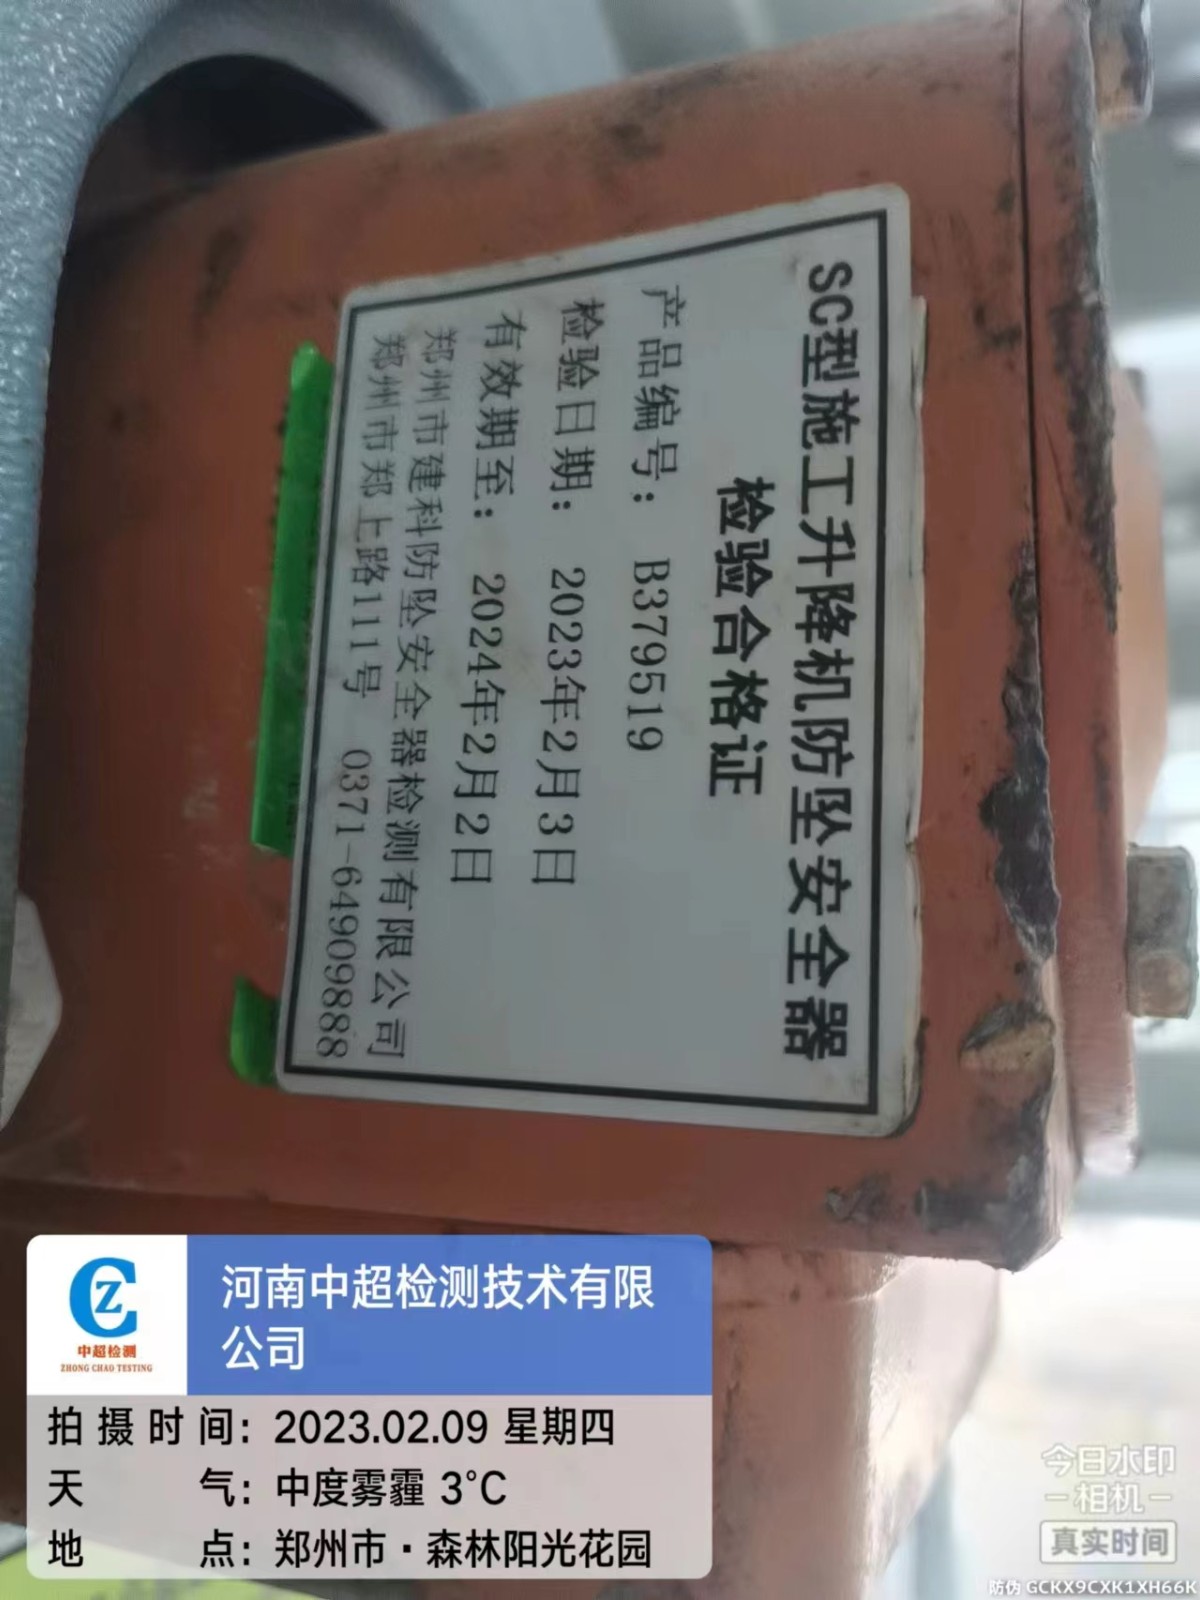 SC型施工升降机防坠安全器
检验合格证
产品编号： B379519
检验日期： 2023年2月3日
有效期至： 2024年2月2日
郑州市建科防坠安全器检测有限公司
郑州市郑上路111号 0371-64909888
CZ
中超检测
ZHONG CHAO TESTING
河南中超检测技术有限
公司
拍摄时间：2023.02.09 星期四
天气：中度雾霾 3℃
地点：郑州市·森林阳光花园
今日水印
相机
真实时间
防伪 GCKX9CXK1XH66K